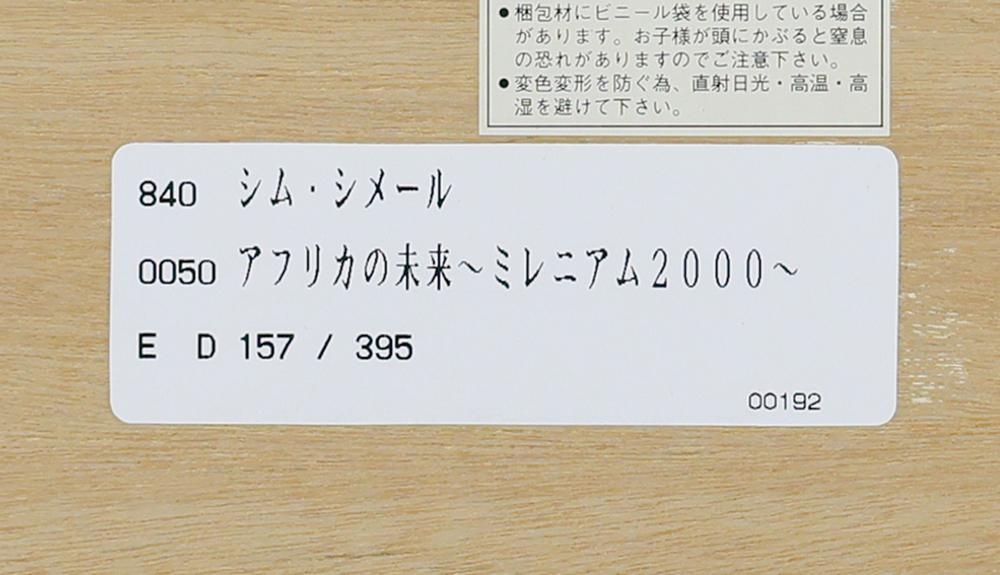 ●梱包材にビニール袋を使用している場合
があります。お子様が頭にかぶると窒息
の恐れがありますのでご注意下さい。
●変色変形を防ぐ為、直射日光・高温・高
湿を避けて下さい。
840 シム・シメール
0050 アフリカの未来～ミレニアム２０００～
E D 157 / 395
00192